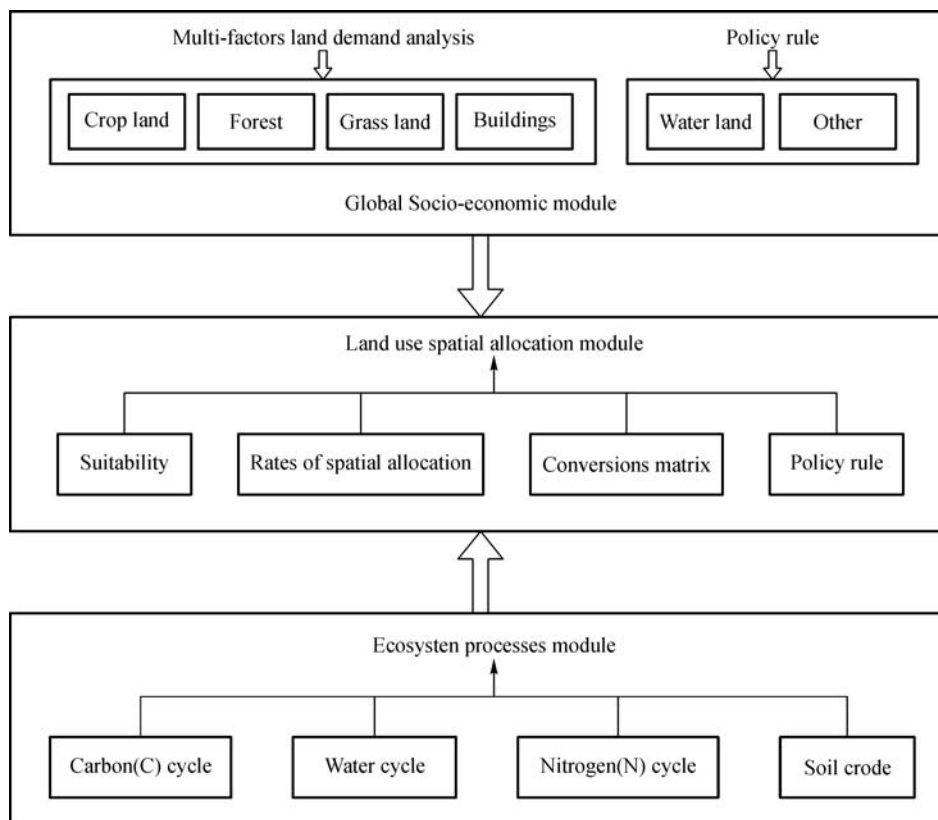 Multi-factors land demand analysis
Policy rule
Crop land
Forest
Grass land
Buildings
Water land
Other
Global Socio-economic module
Land use spatial allocation module
Suitability
Rates of spatial allocation
Conversions matrix
Policy rule
Ecosysten processes module
Carbon(C) cycle
Water cycle
Nitrogen(N) cycle
Soil crode